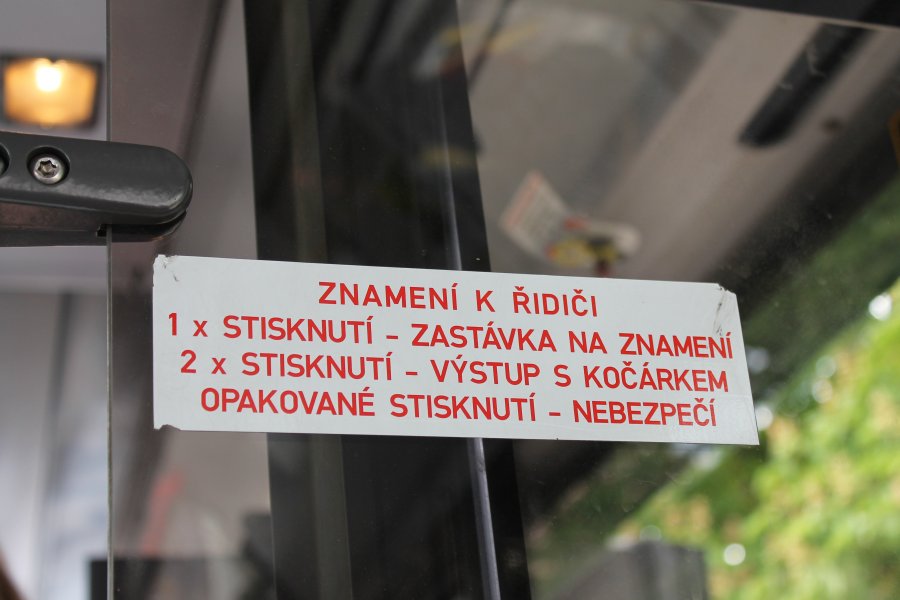 ZNAMENÍ K ŘIDIČI
1 x STISKNUTÍ - ZASTÁVKA NA ZNAMENÍ
2 x STISKNUTÍ - VÝSTUP S KOČÁRKEM
OPAKOVANÉ STISKNUTÍ - NEBEZPEČÍ